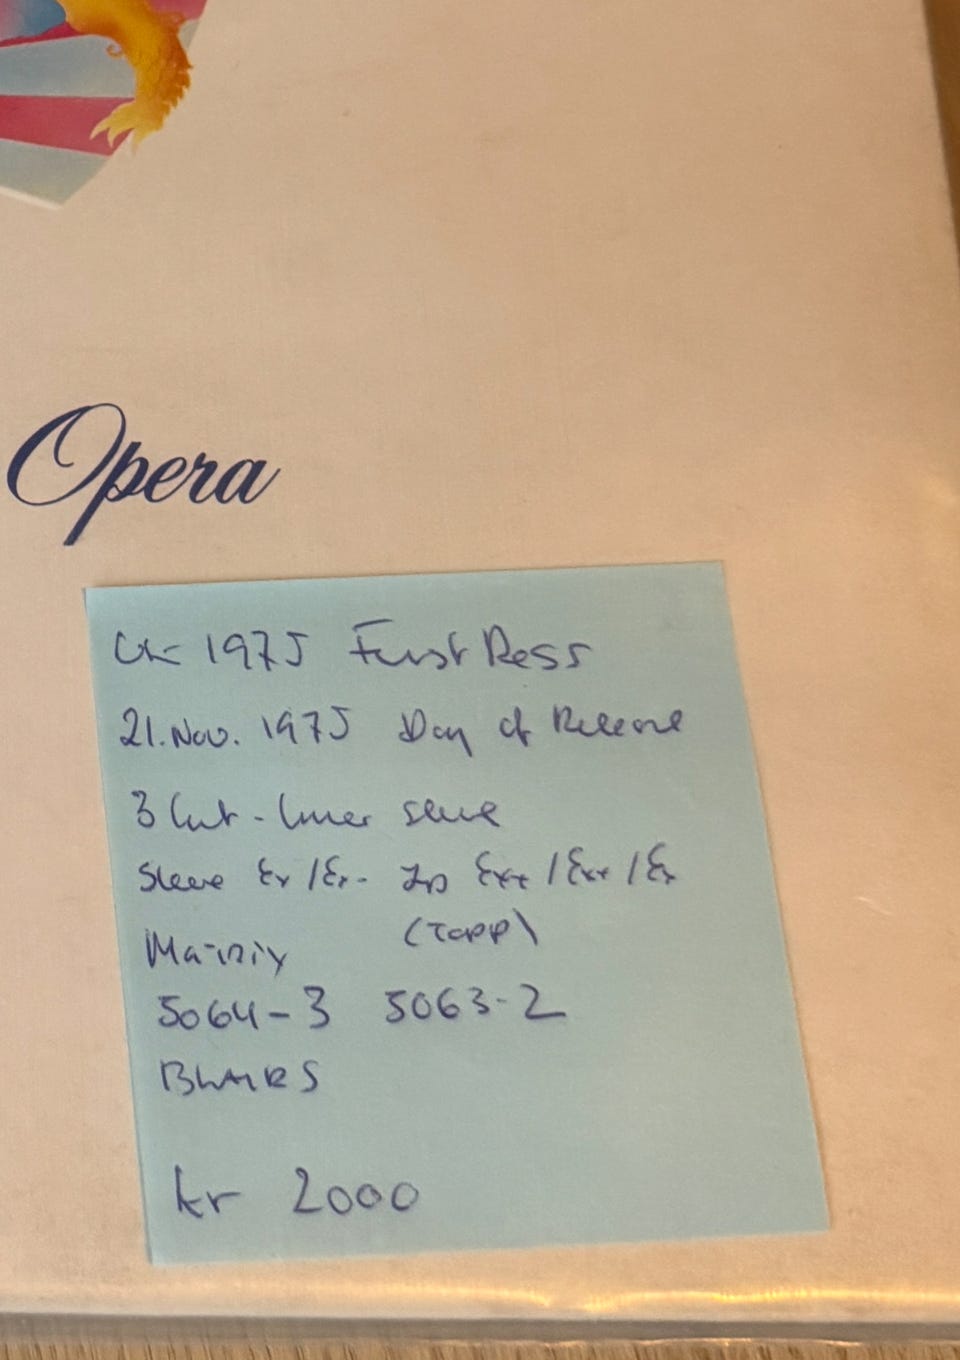 Opera
UK 1975 First Press
21. Nov. 1975 Day of Release
3 Cut - Inner sleeve
Sleeve Ex / Ex- Lp Ex+ / Ex+ / Ex
(TOPP)
Matrix
5064-3 5063-2
BLAIRS
kr 2000